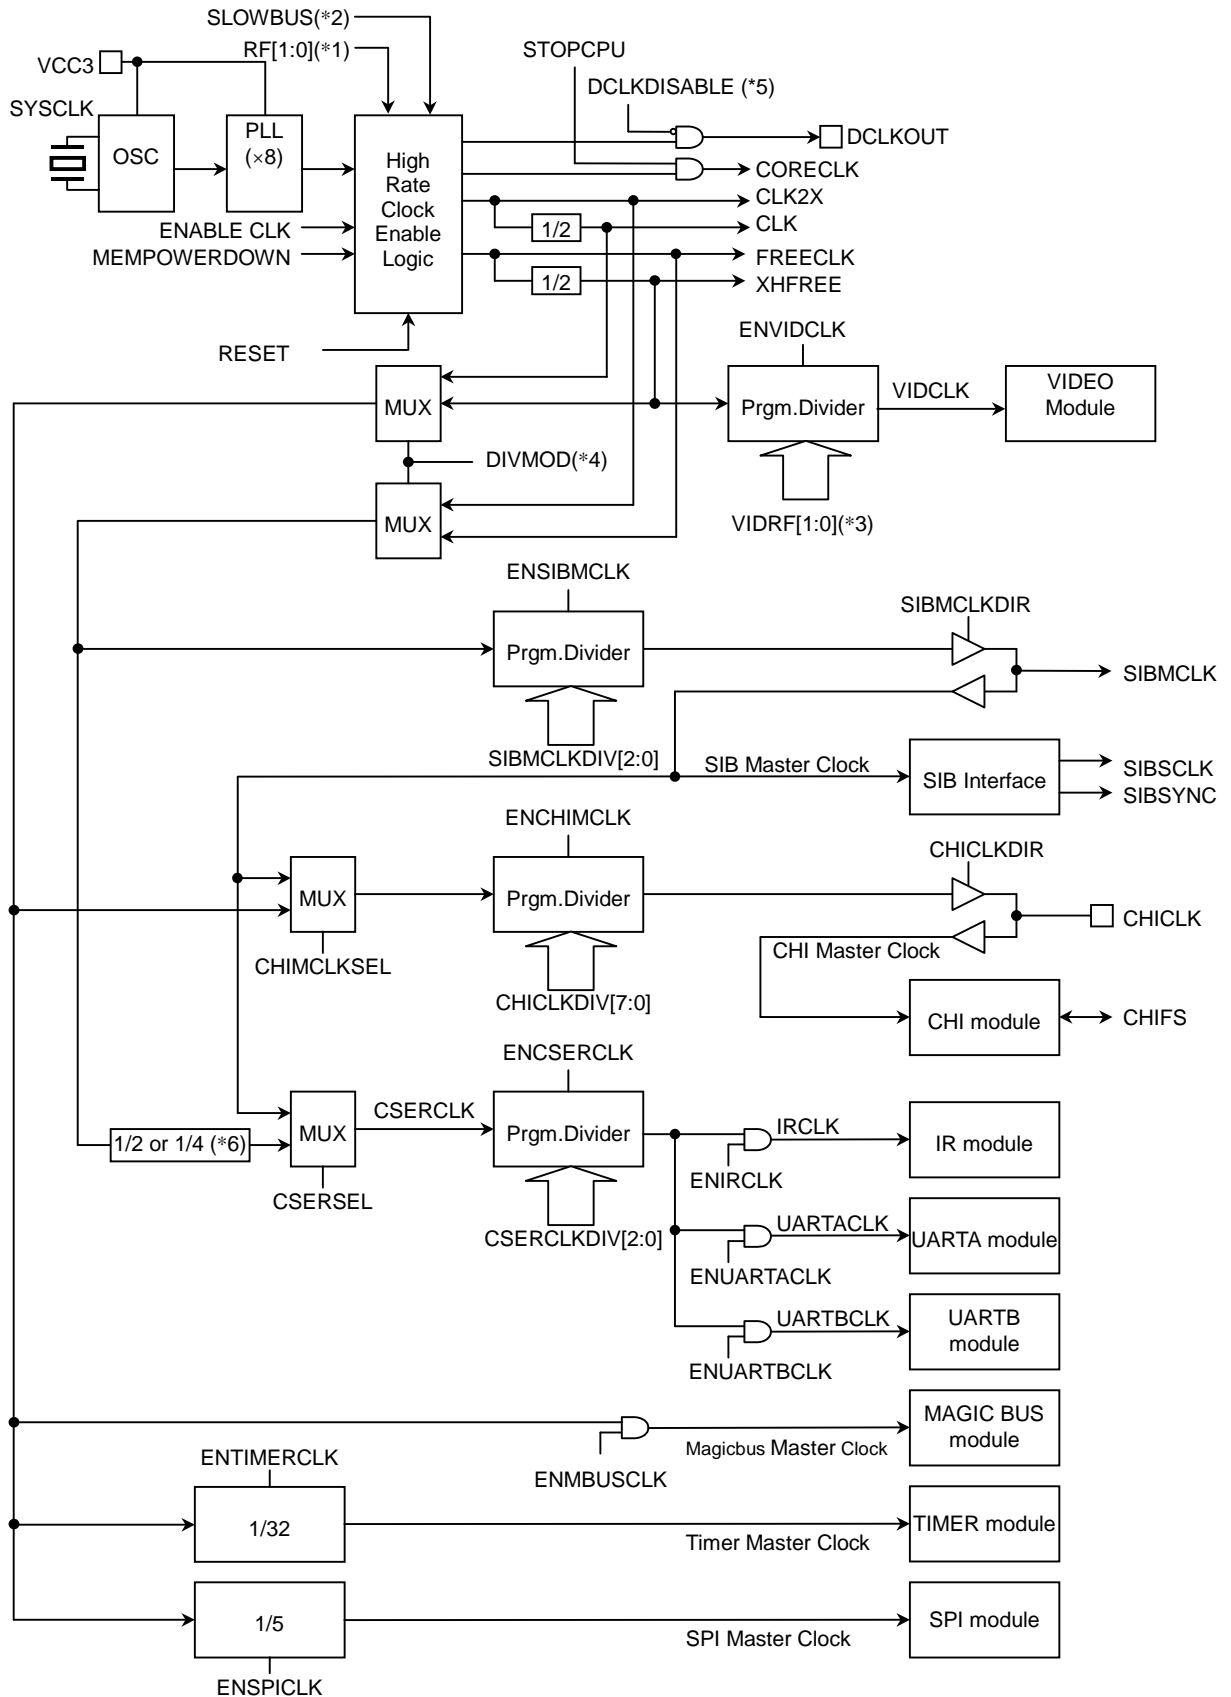 SLOWBUS(*2)
RF[1:0](*1)
STOPCPU
VCC3
DCLKDISABLE (*5)
SYSCLK
OSC
PLL
(×8)
High
Rate
Clock
Enable
Logic
DCLKOUT
CORECLK
CLK2X
1/2
CLK
ENABLE CLK
MEMPOWERDOWN
FREECLK
1/2
XHFREE
RESET
ENVIDCLK
MUX
Prgm.Divider
VIDCLK
VIDEO
Module
DIVMOD(*4)
MUX
VIDRF[1:0](*3)
ENSIBMCLK
SIBMCLKDIR
Prgm.Divider
SIBMCLK
SIBMCLKDIV[2:0]
SIB Master Clock
SIB Interface
SIBSCLK
SIBSYNC
ENCHIMCLK
CHICLKDIR
MUX
Prgm.Divider
CHICLK
CHIMCLKSEL
CHI Master Clock
CHICLKDIV[7:0]
CHI module
CHIFS
ENCSERCLK
MUX
CSERCLK
Prgm.Divider
1/2 or 1/4 (*6)
IRCLK
IR module
ENIRCLK
CSERSEL
CSERCLKDIV[2:0]
UARTACLK
UARTA module
ENUARTACLK
UARTBCLK
UARTB
module
ENUARTBCLK
MAGIC BUS
module
Magicbus Master Clock
ENTIMERCLK
ENMBUSCLK
1/32
Timer Master Clock
TIMER module
1/5
SPI Master Clock
SPI module
ENSPICLK